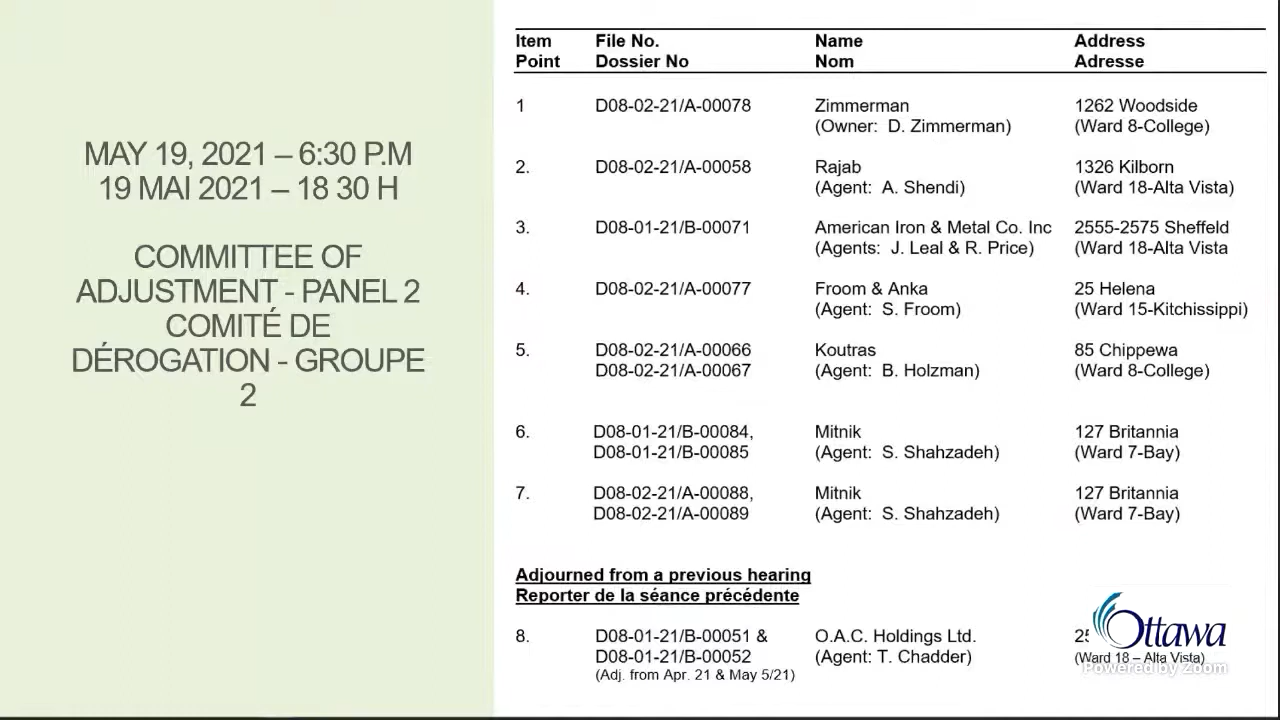 MAY 19, 2021 – 6:30 P.M
19 MAI 2021 – 18 30 H
COMMITTEE OF
ADJUSTMENT - PANEL 2
COMITÉ DE
DÉROGATION - GROUPE
2
Item File No. Name Address
Point Dossier No Nom Adresse
1 D08-02-21/A-00078 Zimmerman 1262 Woodside
(Owner: D. Zimmerman) (Ward 8-College)
2. D08-02-21/A-00058 Rajab 1326 Kilborn
(Agent: A. Shendi) (Ward 18-Alta Vista)
3. D08-01-21/B-00071 American Iron & Metal Co. Inc 2555-2575 Sheffeld
(Agents: J. Leal & R. Price) (Ward 18-Alta Vista
4. D08-02-21/A-00077 Froom & Anka 25 Helena
(Agent: S. Froom) (Ward 15-Kitchissippi)
5. D08-02-21/A-00066 Koutras 85 Chippewa
D08-02-21/A-00067 (Agent: B. Holzman) (Ward 8-College)
6. D08-01-21/B-00084, Mitnik 127 Britannia
D08-01-21/B-00085 (Agent: S. Shahzadeh) (Ward 7-Bay)
7. D08-02-21/A-00088, Mitnik 127 Britannia
D08-02-21/A-00089 (Agent: S. Shahzadeh) (Ward 7-Bay)
Adjourned from a previous hearing
Reporter de la séance précédente
8. D08-01-21/B-00051 & O.A.C. Holdings Ltd.
D08-01-21/B-00052 (Agent: T. Chadder) (Ward 18 – Alta Vista)
(Adj. from Apr. 21 & May 5/21)
Ottawa
Powered by Zoom